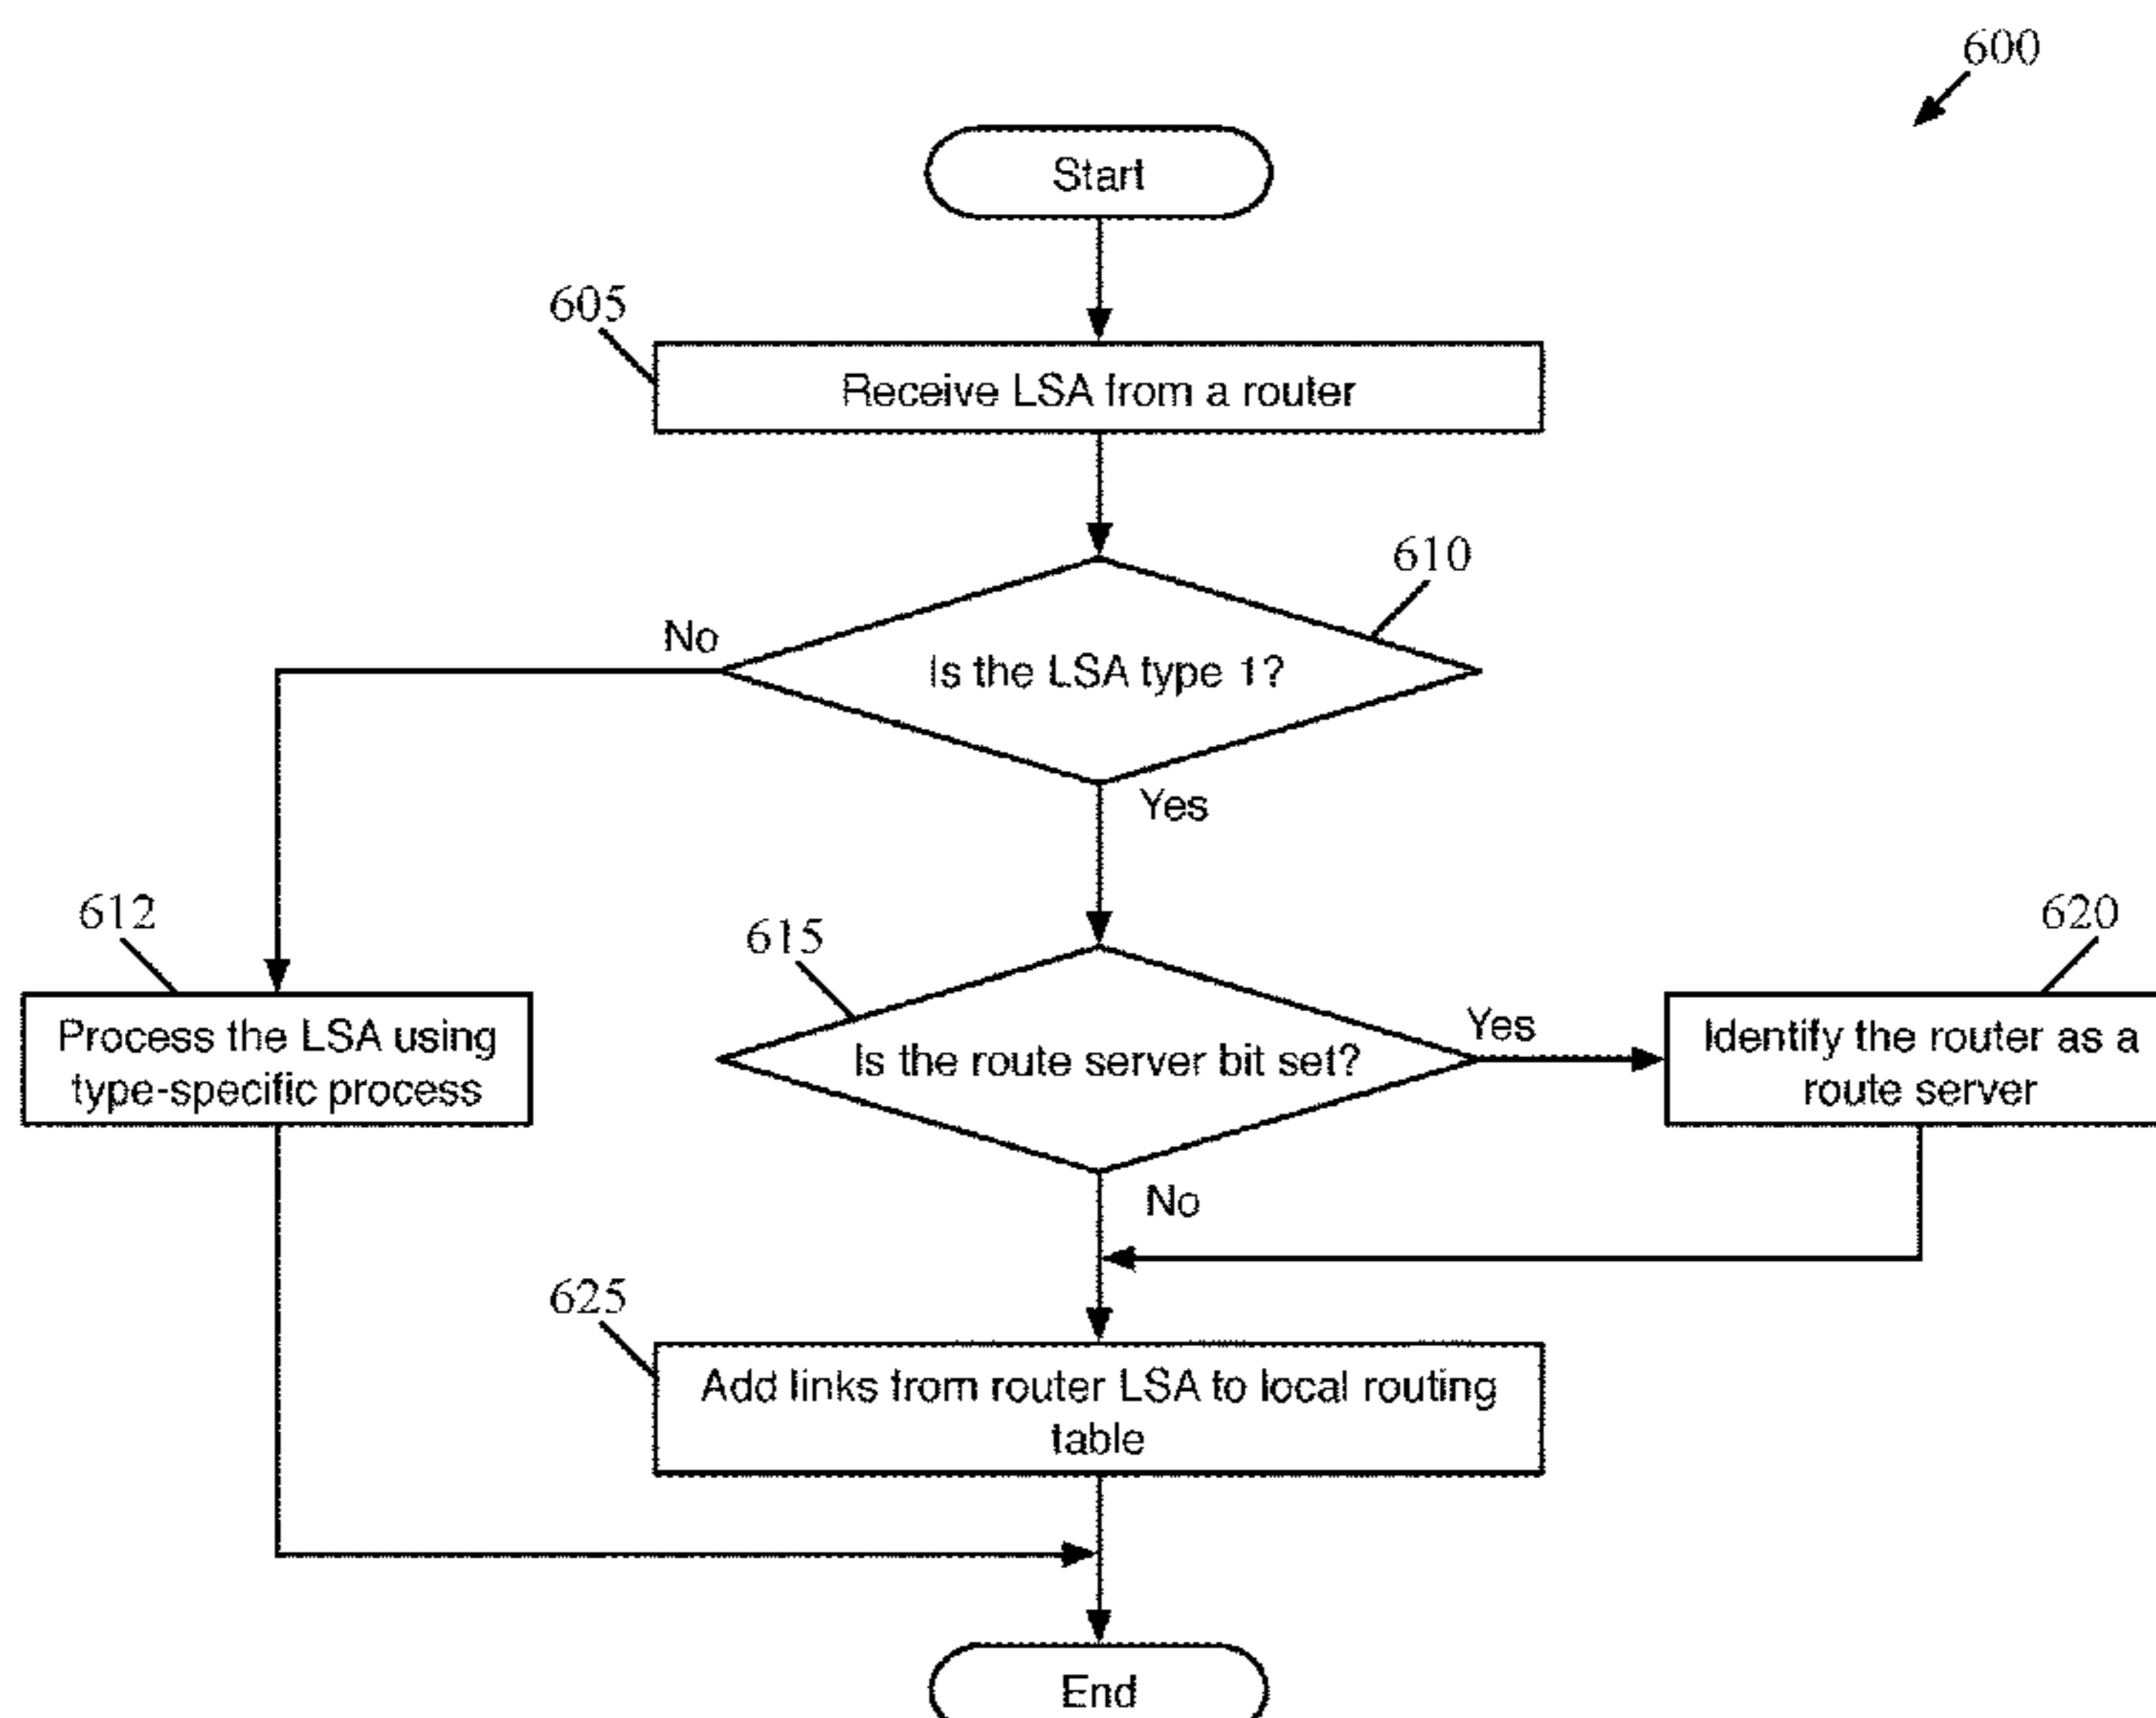 600
Start
605
Receive LSA from a router
610
No
Is the LSA type 1?
Yes
612
615
620
Process the LSA using
type-specific process
Is the route server bit set?
Yes
Identify the router as a
route server
No
625
Add links from router LSA to local routing
table
End